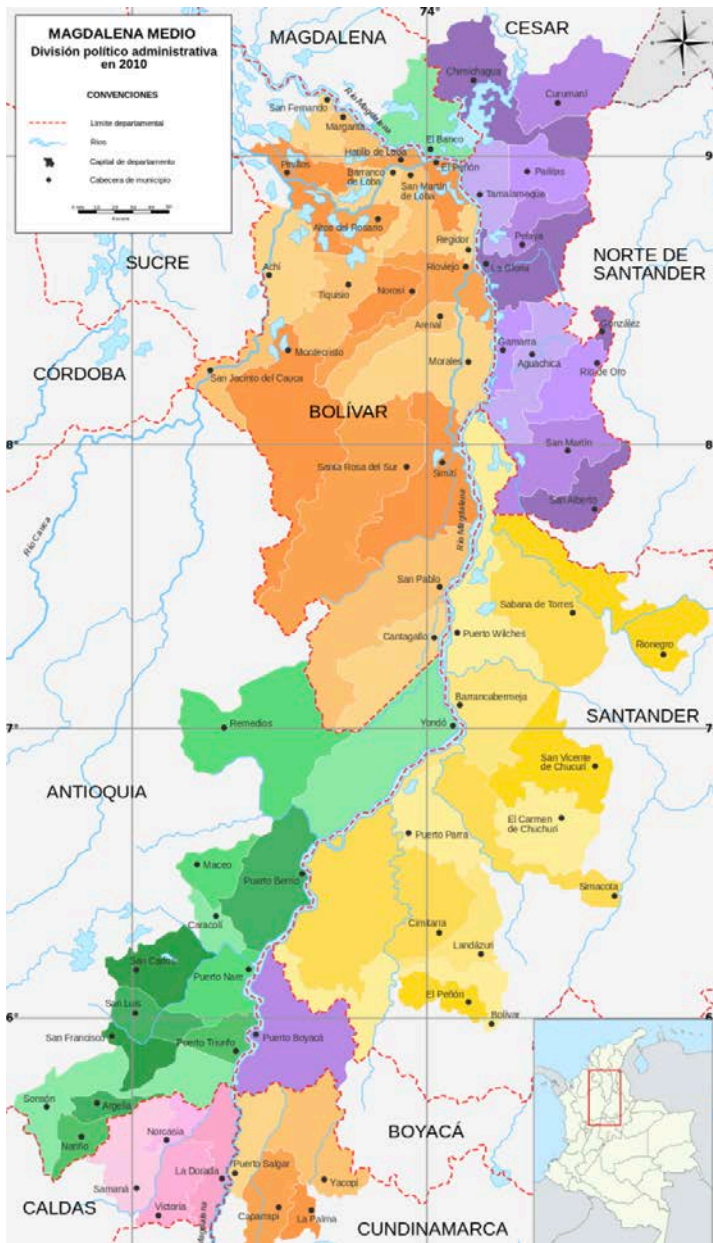 MAGDALENA MEDIO
División político administrativa
en 2010
CONVENCIONES
Limite departamental
Ríos
Capital de departamento
Cabecera de municipio
74°
MAGDALENA
CESAR
Chimichagua
Curumaní
San Fernando
Margarita
Río Magdalena
El Banco
9°
Hatillo de Loba
El Peñón
Pinillos
Barranco
de Loba
San Martín
de Loba
Pailitas
Tamalameque
Altos del Rosario
Regidor
Pelaya
SUCRE
Rioviejo
La Gloria
NORTE DE
SANTANDER
Achí
Tiquisio
Norosí
Arenal
González
Montecristo
Gamarra
Aguachica
Río de Oro
CÓRDOBA
San Jacinto del Cauca
Morales
BOLÍVAR
8°
San Martín
Santa Rosa del Sur
Simití
San Alberto
Río Cauca
Río Magdalena
San Pablo
Sabana de Torres
Cantagallo
Puerto Wilches
Rionegro
Barrancabermeja
Remedios
Yondó
SANTANDER
7°
San Vicente
de Chucurí
ANTIOQUIA
El Carmen
de Chuchurí
Puerto Parra
Maceo
Puerto Berrío
Simacota
Caracolí
Cimitarra
Landázuri
San Carlos
Puerto Nare
El Peñón
San Luis
Bolívar
6°
San Francisco
Puerto Triunfo
Puerto Boyacá
Sonsón
Argelia
BOYACÁ
Nariño
Norcasia
Puerto Salgar
La Dorada
Yacopí
Samaná
CALDAS
Victoria
Caparrapí
La Palma
CUNDINAMARCA